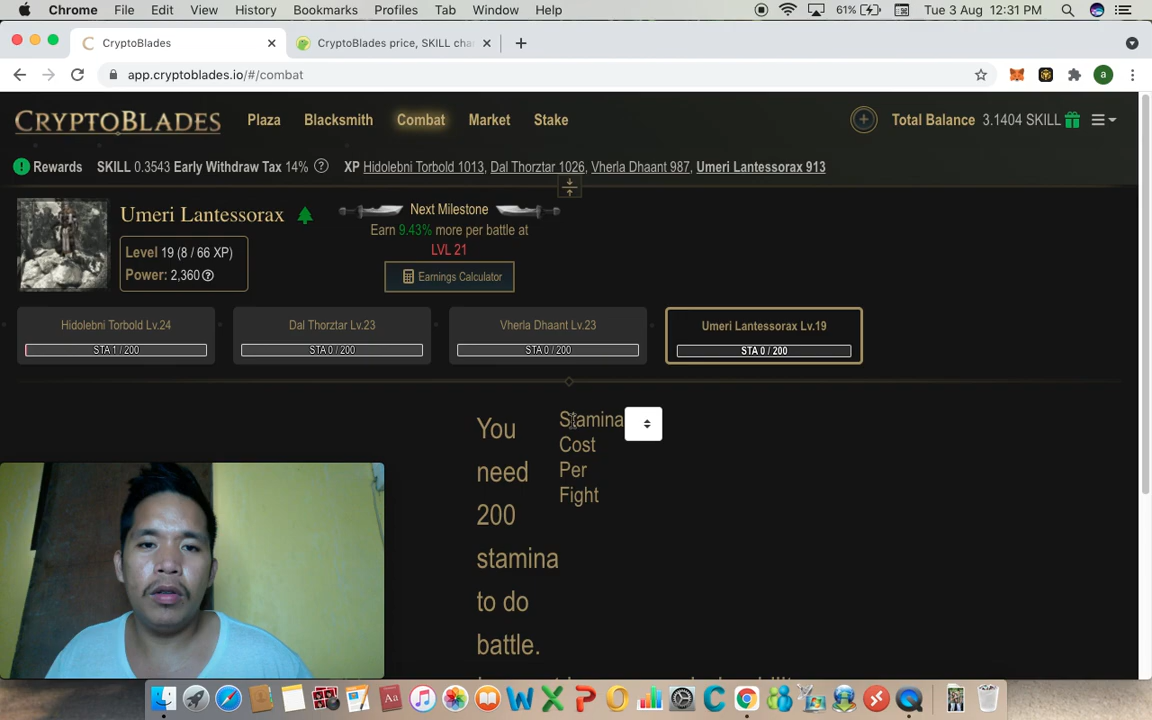 Chrome File Edit View History Bookmarks Profiles Tab Window Help 61% Tue 3 Aug 12:31 PM
CryptoBlades CryptoBlades price, SKILL cha
app.cryptoblades.io/#/combat a
CRYPTOBLADES Plaza Blacksmith Combat Market Stake Total Balance 3.1404 SKILL
! Rewards SKILL 0.3543 Early Withdraw Tax 14% ? XP Hidolebni Torbold 1013, Dal Thorztar 1026, Vherla Dhaant 987, Umeri Lantessorax 913
Umeri Lantessorax
Level 19 (8 / 66 XP)
Power: 2,360 ?
Next Milestone
Earn 9.43% more per battle at
LVL 21
Earnings Calculator
Hidolebni Torbold Lv.24
STA 1 / 200
Dal Thorztar Lv.23
STA 0 / 200
Vherla Dhaant Lv.23
STA 0 / 200
Umeri Lantessorax Lv.19
STA 0 / 200
You
need
200
stamina
to do
battle.
Stamina
Cost
Per
Fight